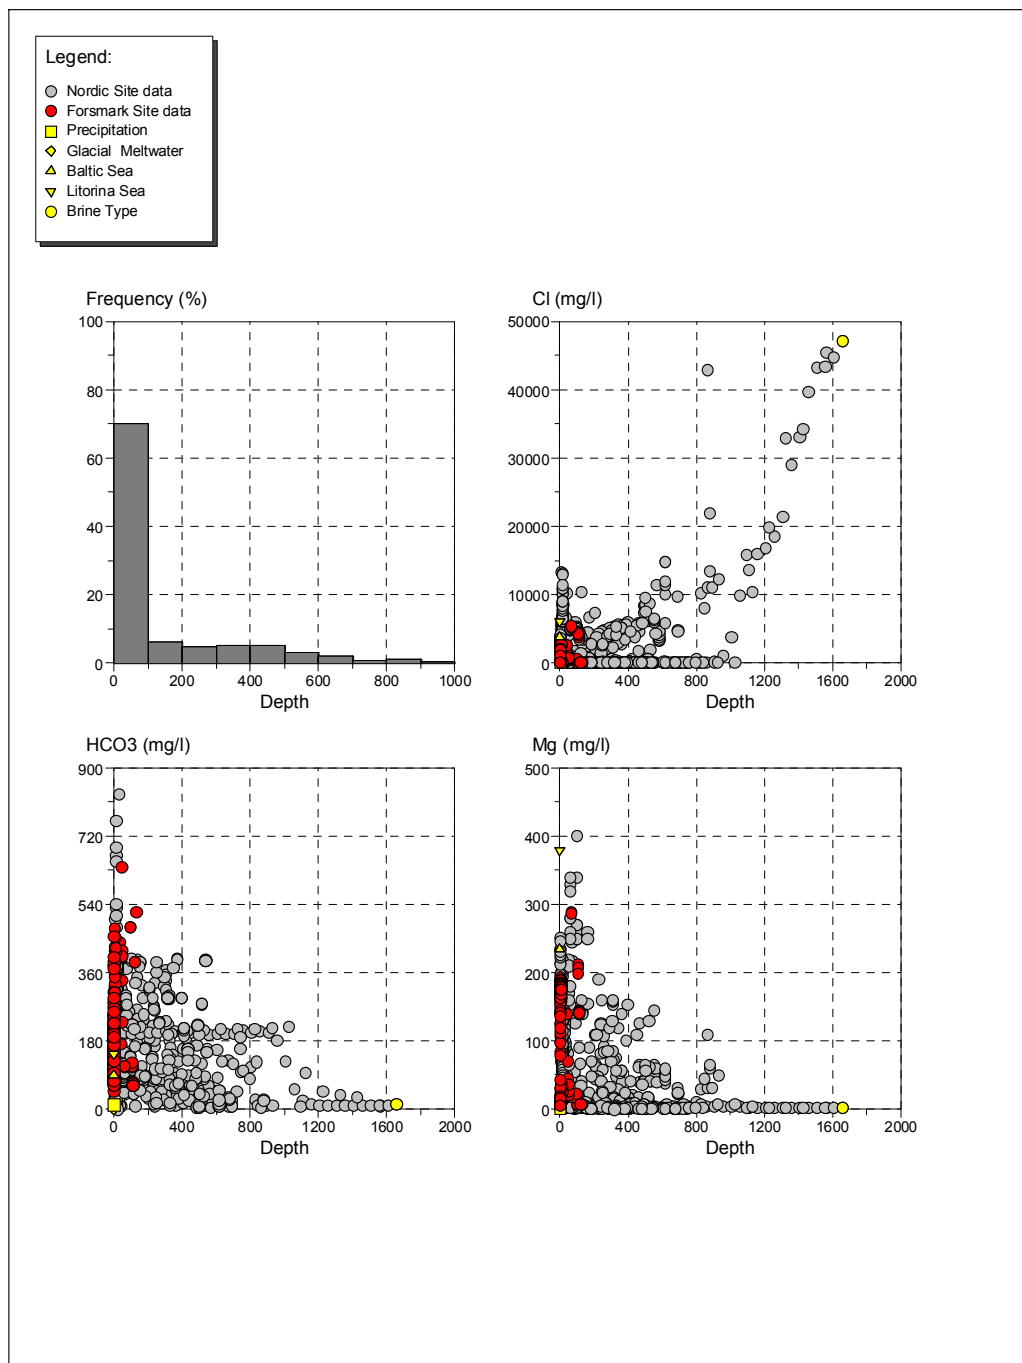 Legend:
Nordic Site data
Forsmark Site data
Precipitation
Glacial Meltwater
Baltic Sea
Litorina Sea
Brine Type
Frequency (%)
100
80
60
40
20
0
0 200 400 600 800 1000
Depth
Cl (mg/l)
50000
40000
30000
20000
10000
0
0 400 800 1200 1600 2000
Depth
HCO3 (mg/l)
900
720
540
360
180
0
0 400 800 1200 1600 2000
Depth
Mg (mg/l)
500
400
300
200
100
0
0 400 800 1200 1600 2000
Depth